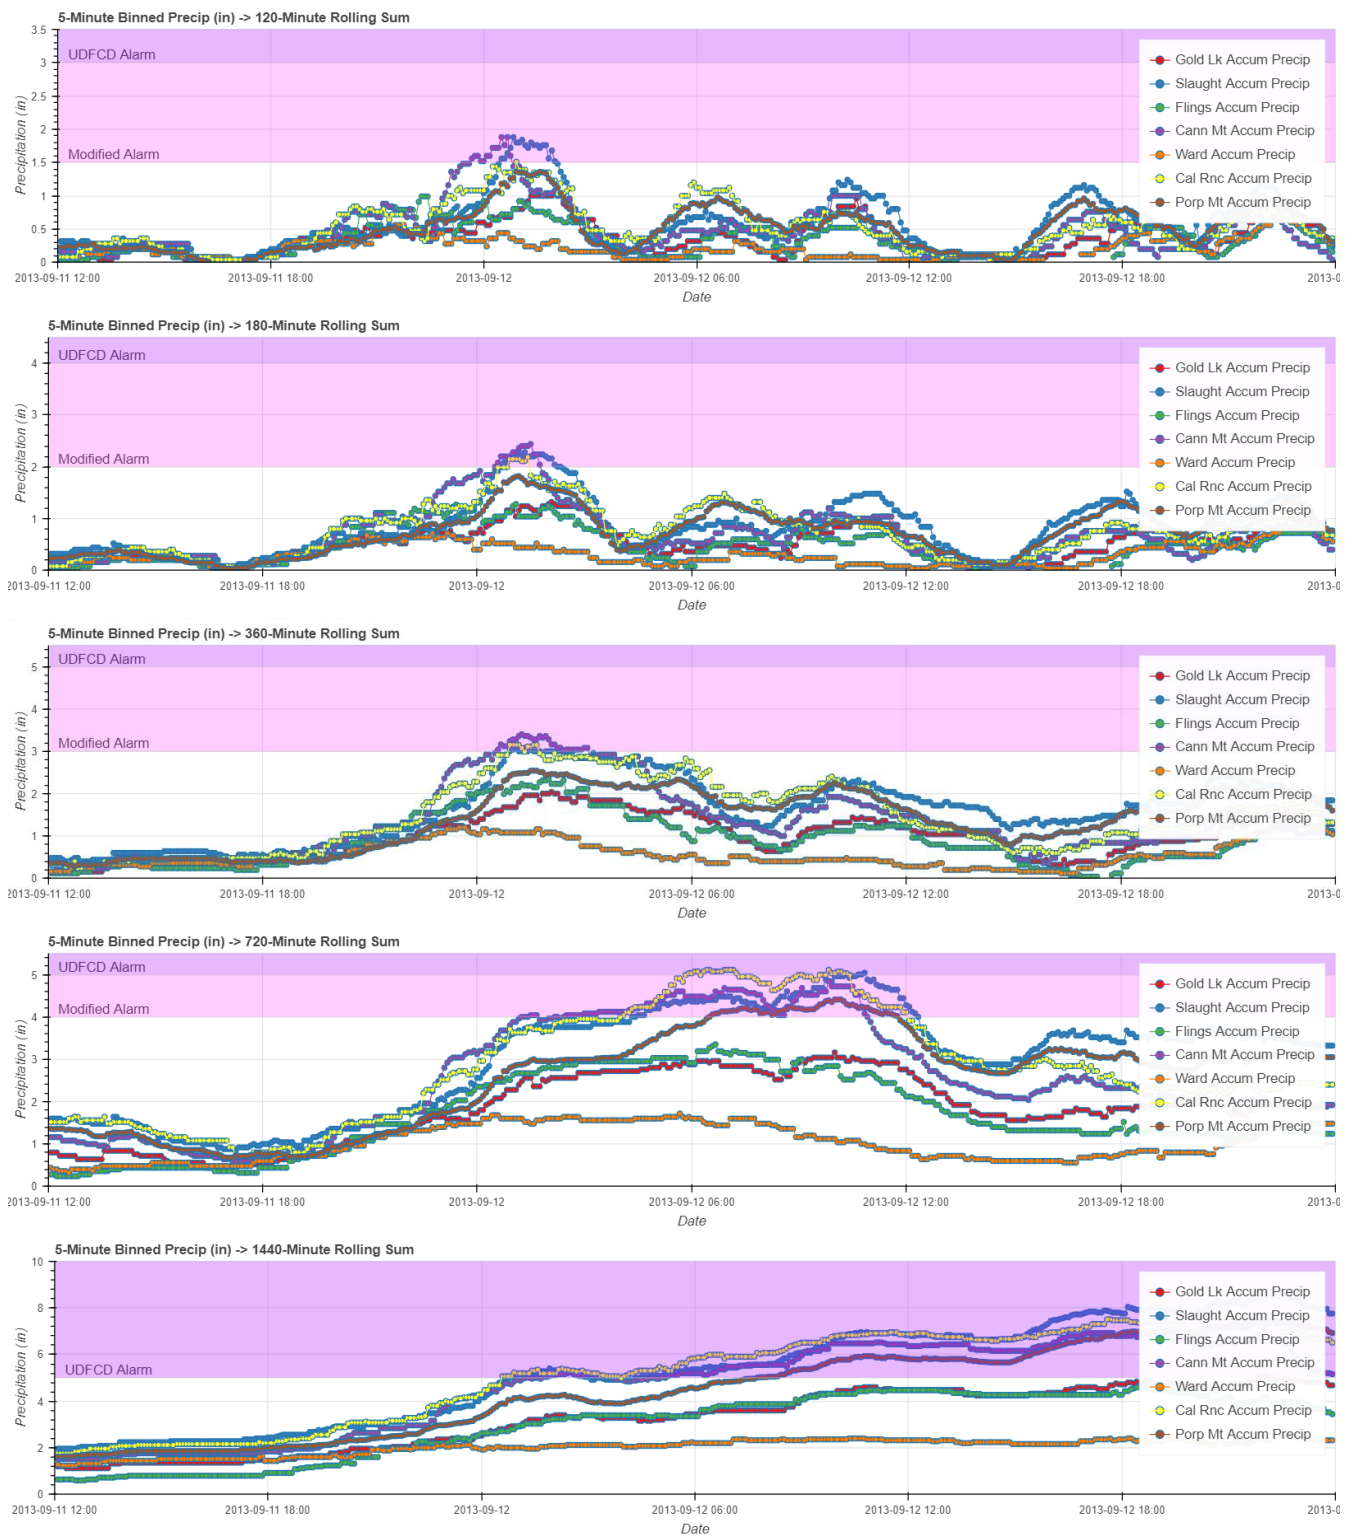 5-Minute Binned Precip (in) -> 120-Minute Rolling Sum
3.5
3
2.5
2
1.5
1
0.5
0
Precipitation (in)
UDFCD Alarm
Modified Alarm
Gold Lk Accum Precip
Slaught Accum Precip
Flings Accum Precip
Cann Mt Accum Precip
Ward Accum Precip
Cal Rnc Accum Precip
Porp Mt Accum Precip
2013-09-11 12:00 2013-09-11 18:00 2013-09-12 2013-09-12 06:00 2013-09-12 12:00 2013-09-12 18:00 2013-0
Date
5-Minute Binned Precip (in) -> 180-Minute Rolling Sum
4
3
2
1
0
Precipitation (in)
UDFCD Alarm
Modified Alarm
Gold Lk Accum Precip
Slaught Accum Precip
Flings Accum Precip
Cann Mt Accum Precip
Ward Accum Precip
Cal Rnc Accum Precip
Porp Mt Accum Precip
2013-09-11 12:00 2013-09-11 18:00 2013-09-12 2013-09-12 06:00 2013-09-12 12:00 2013-09-12 18:00 2013-0
Date
5-Minute Binned Precip (in) -> 360-Minute Rolling Sum
5
4
3
2
1
0
Precipitation (in)
UDFCD Alarm
Modified Alarm
Gold Lk Accum Precip
Slaught Accum Precip
Flings Accum Precip
Cann Mt Accum Precip
Ward Accum Precip
Cal Rnc Accum Precip
Porp Mt Accum Precip
2013-09-11 12:00 2013-09-11 18:00 2013-09-12 2013-09-12 06:00 2013-09-12 12:00 2013-09-12 18:00 2013-0
Date
5-Minute Binned Precip (in) -> 720-Minute Rolling Sum
5
4
3
2
1
0
Precipitation (in)
UDFCD Alarm
Modified Alarm
Gold Lk Accum Precip
Slaught Accum Precip
Flings Accum Precip
Cann Mt Accum Precip
Ward Accum Precip
Cal Rnc Accum Precip
Porp Mt Accum Precip
2013-09-11 12:00 2013-09-11 18:00 2013-09-12 2013-09-12 06:00 2013-09-12 12:00 2013-09-12 18:00 2013-0
Date
5-Minute Binned Precip (in) -> 1440-Minute Rolling Sum
10
8
6
4
2
0
Precipitation (in)
UDFCD Alarm
Gold Lk Accum Precip
Slaught Accum Precip
Flings Accum Precip
Cann Mt Accum Precip
Ward Accum Precip
Cal Rnc Accum Precip
Porp Mt Accum Precip
2013-09-11 12:00 2013-09-11 18:00 2013-09-12 2013-09-12 06:00 2013-09-12 12:00 2013-09-12 18:00 2013-0
Date